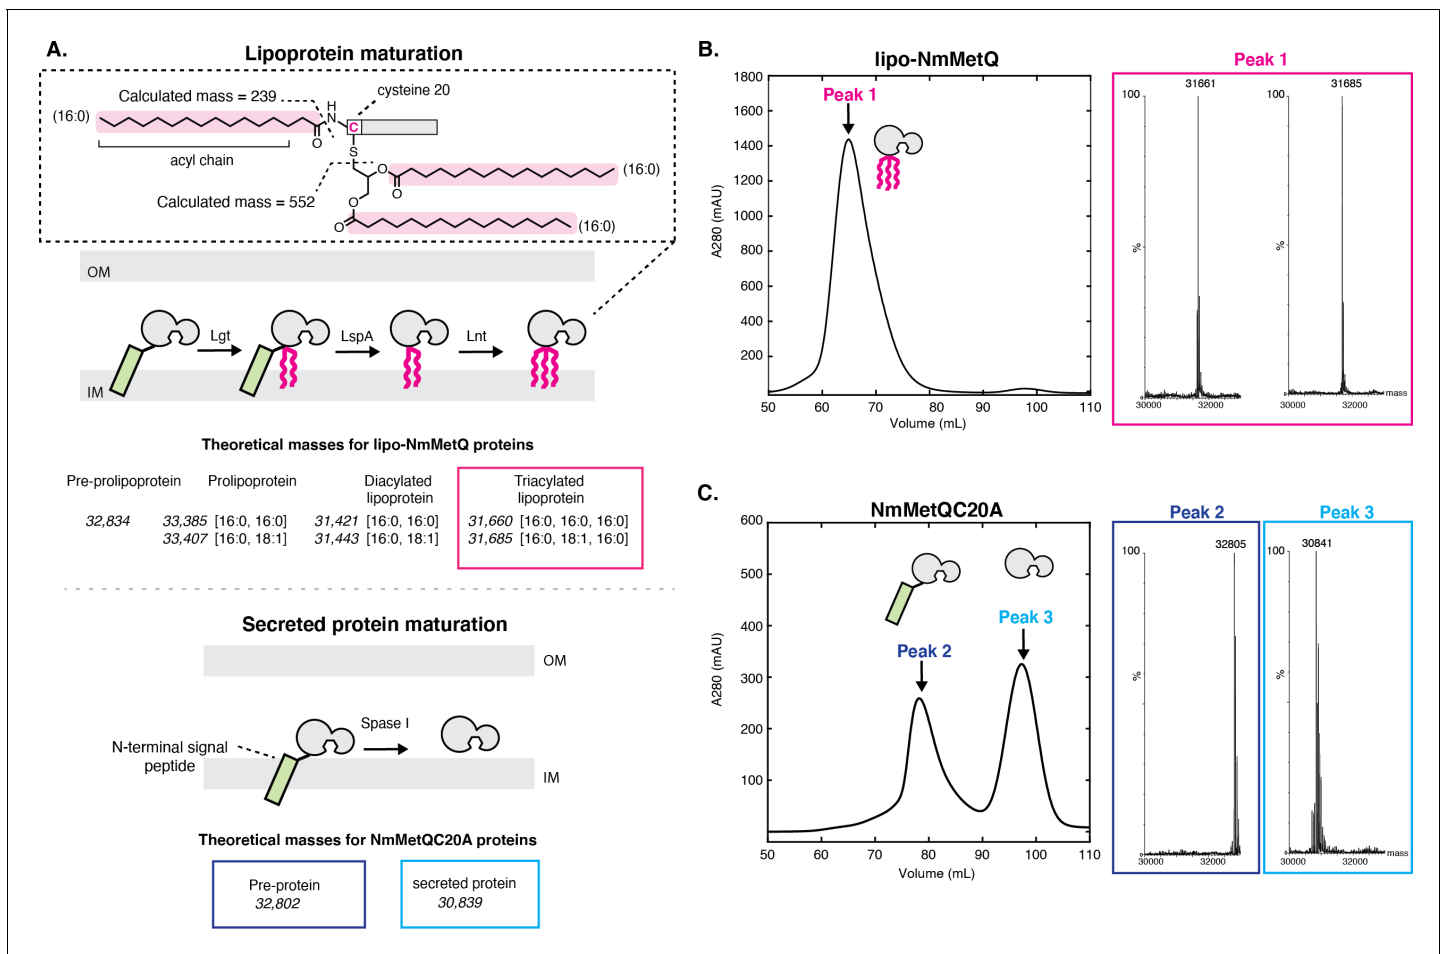 A.
Lipoprotein maturation
Calculated mass = 239
cysteine 20
(16:0)
H
N
C
O
acyl chain
S
O
O
(16:0)
Calculated mass = 552
O
O
(16:0)
OM
Lgt
LspA
Lnt
IM
Theoretical masses for lipo-NmMetQ proteins
Pre-prolipoprotein
Prolipoprotein
Diacylated
lipoprotein
Triacylated
lipoprotein
32,834
33,385 [16:0, 16:0]
31,421 [16:0, 16:0]
31,660 [16:0, 16:0, 16:0]
33,407 [16:0, 18:1]
31,443 [16:0, 18:1]
31,685 [16:0, 18:1, 16:0]
Secreted protein maturation
OM
Spase I
N-terminal signal
peptide
IM
Theoretical masses for NmMetQC20A proteins
Pre-protein
32,802
secreted protein
30,839
B.
lipo-NmMetQ
Peak 1
1800
1600
1400
1200
1000
800
600
400
200
A280 (mAU)
50 60 70 80 90 100 110
Volume (mL)
Peak 1
31661
100
%
0
30000 32000
31685
100
%
0
30000 32000
mass
C.
NmMetQC20A
600
500
400
300
200
100
A280 (mAU)
Peak 2
Peak 3
50 60 70 80 90 100 110
Volume (mL)
Peak 2
32805
100
%
0
30000 32000
Peak 3
30841
100
%
0
30000 32000
mass